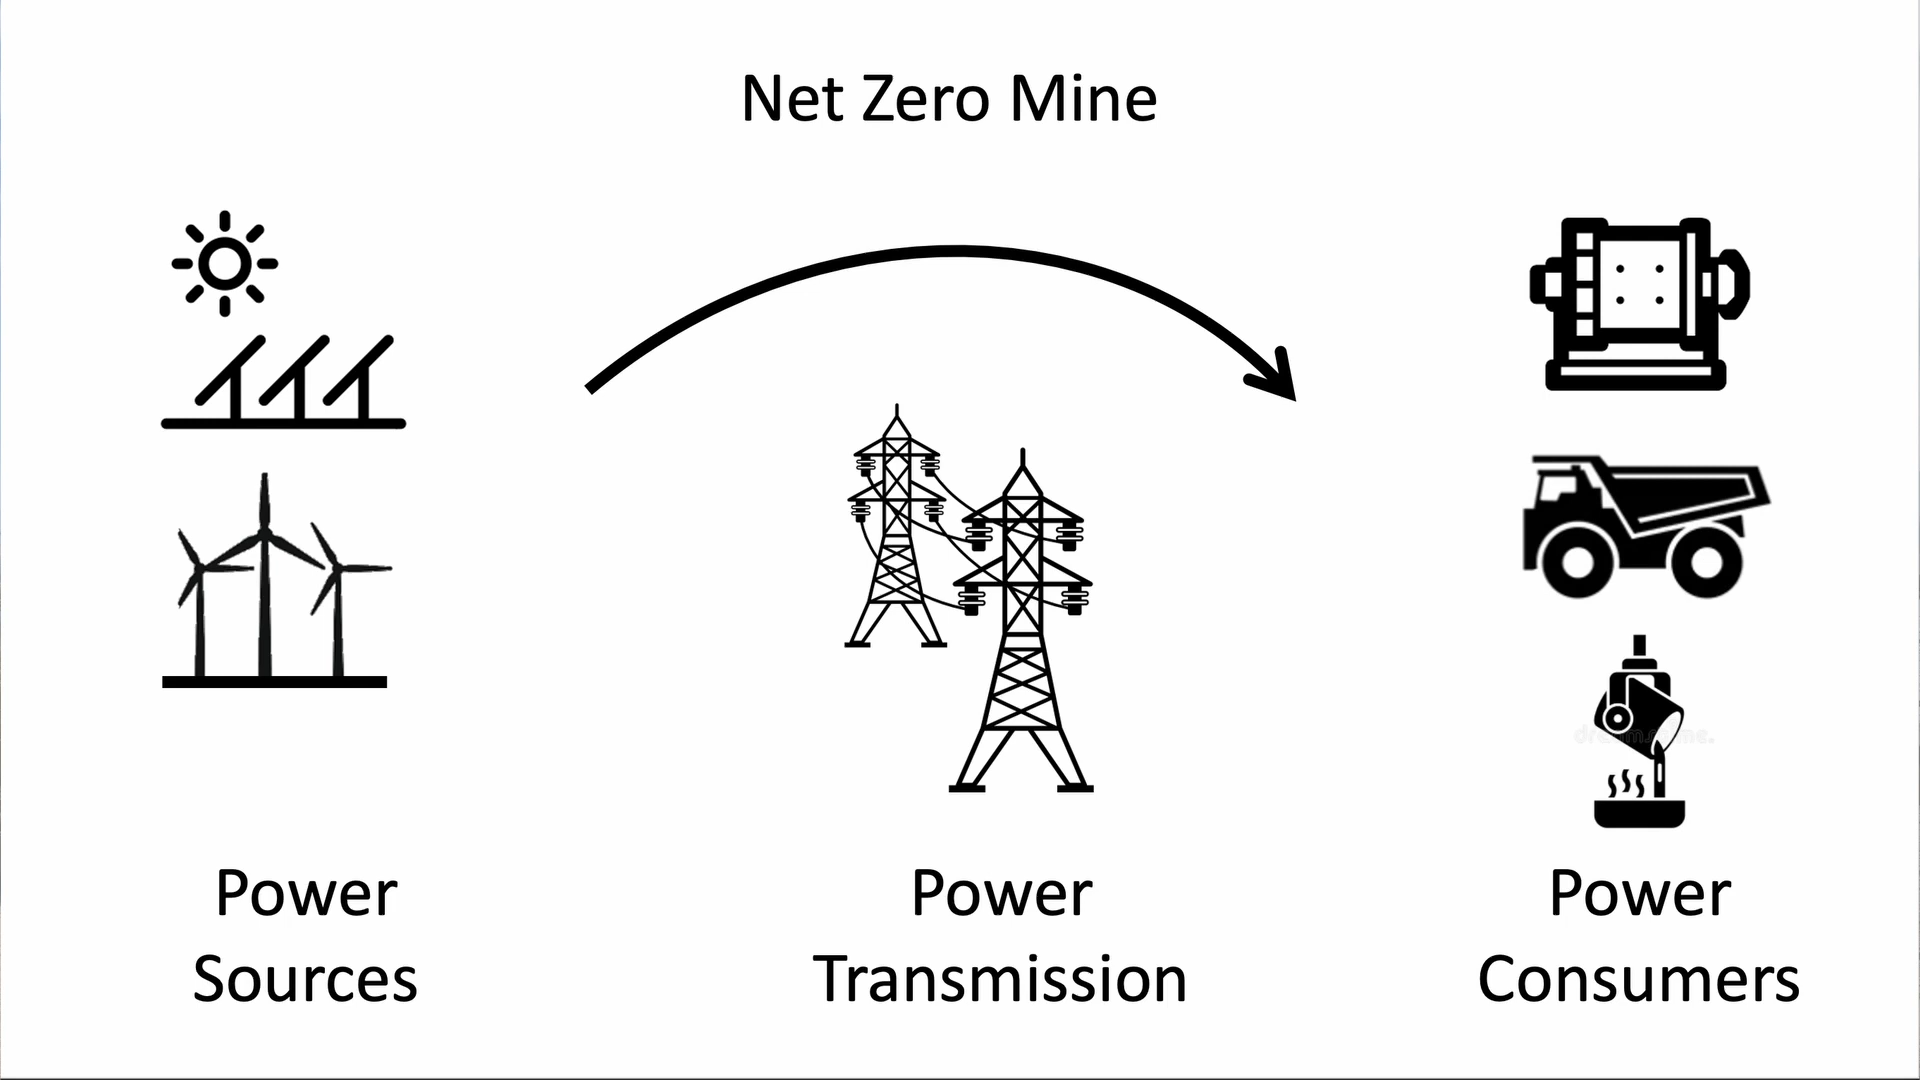 Net Zero Mine
Power
Sources
Power
Transmission
Power
Consumers